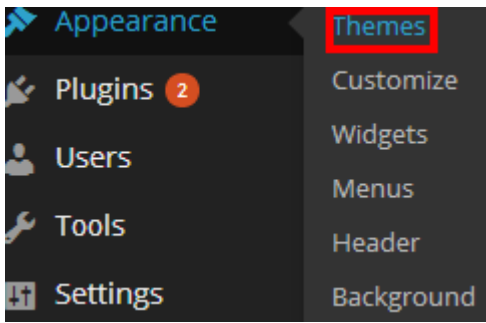 Appearance
Plugins 2
Users
Tools
Settings
Themes
Customize
Widgets
Menus
Header
Background